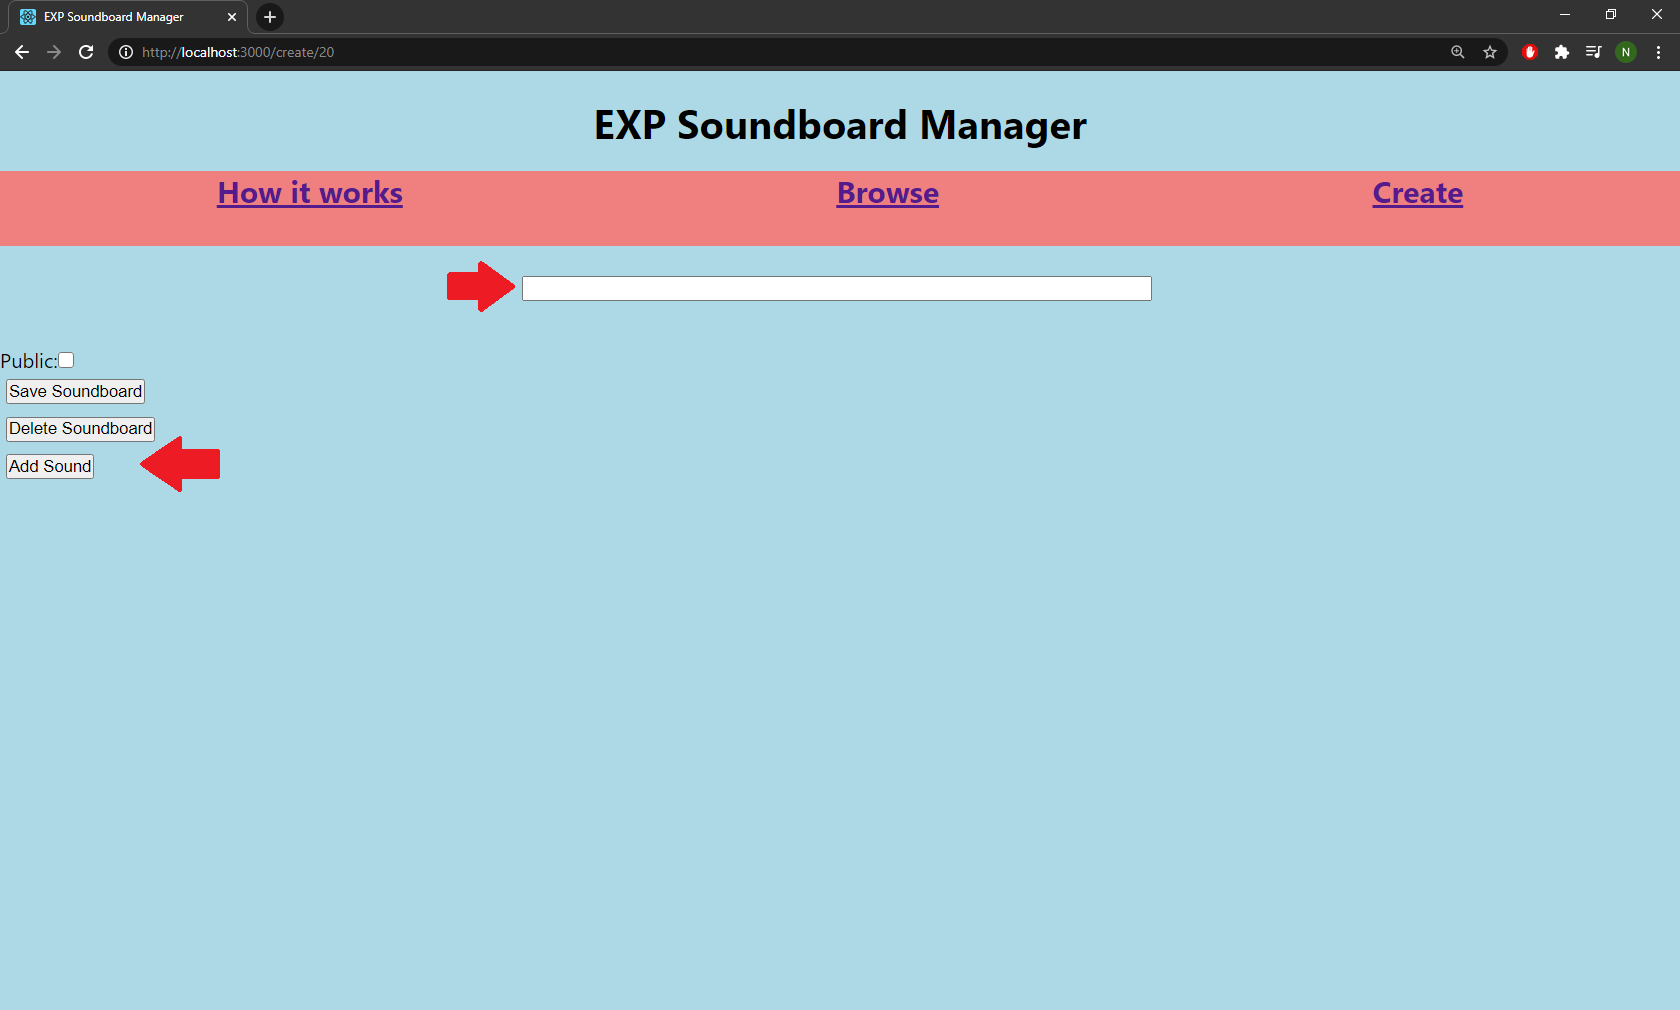 EXP Soundboard Manager
http://localhost:3000/create/20
N
EXP Soundboard Manager
How it works Browse Create
Public:
Save Soundboard
Delete Soundboard
Add Sound